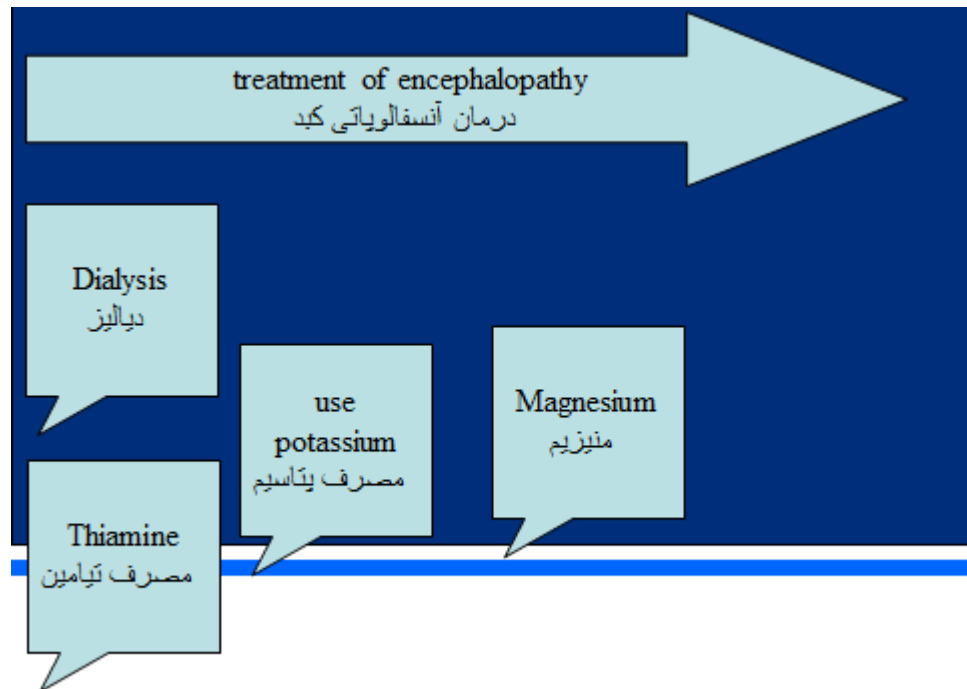 treatment of encephalopathy
درمان آنسفالوپاتی کبد
Dialysis
دیالیز
use
potassium
مصرف پتاسیم
Magnesium
منیزیم
Thiamine
مصرف تیامین